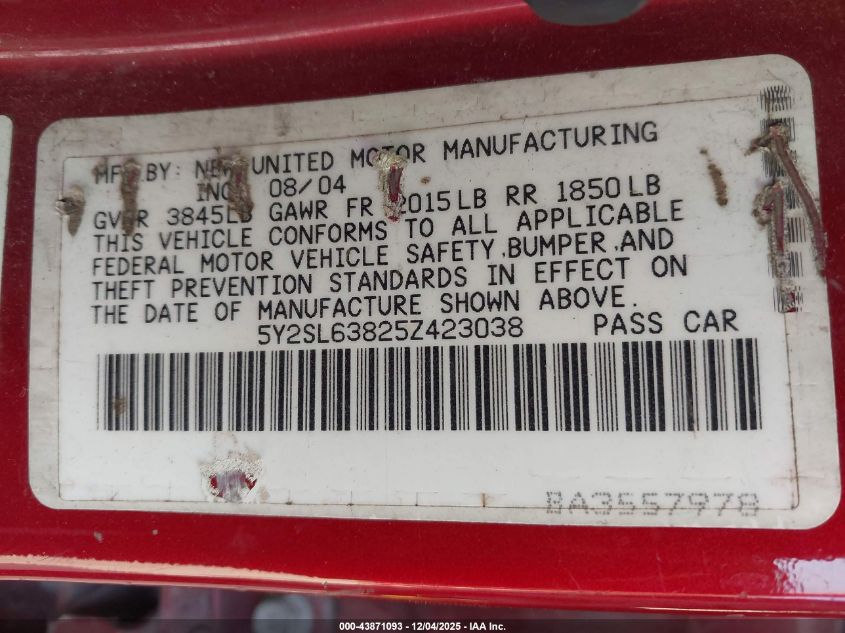 MFD BY: NEW UNITED MOTOR MANUFACTURING
INC. 08/04
GVWR 3845LB GAWR FR 2015LB RR 1850LB
THIS VEHICLE CONFORMS TO ALL APPLICABLE
FEDERAL MOTOR VEHICLE SAFETY,BUMPER,AND
THEFT PREVENTION STANDARDS IN EFFECT ON
THE DATE OF MANUFACTURE SHOWN ABOVE.
5Y2SL63825Z423038 PASS CAR
BA3557978
000-43871093 - 12/04/2025 - IAA Inc.